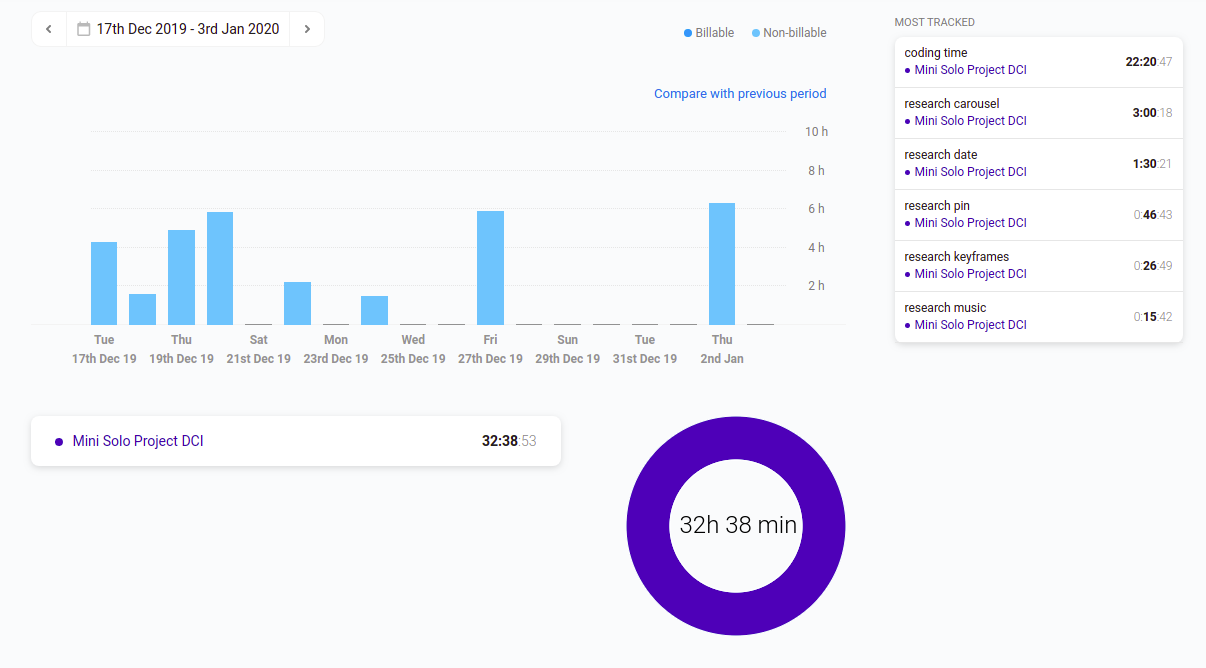 17th Dec 2019 - 3rd Jan 2020
Billable Non-billable
Compare with previous period
10 h
8 h
6 h
4 h
2 h
Tue Thu Sat Mon Wed Fri Sun Tue Thu
17th Dec 19 19th Dec 19 21st Dec 19 23rd Dec 19 25th Dec 19 27th Dec 19 29th Dec 19 31st Dec 19 2nd Jan
Mini Solo Project DCI 32:38:53
32h 38 min
MOST TRACKED
coding time
Mini Solo Project DCI 22:20:47
research carousel
Mini Solo Project DCI 3:00:18
research date
Mini Solo Project DCI 1:30:21
research pin
Mini Solo Project DCI 0:46:43
research keyframes
Mini Solo Project DCI 0:26:49
research music
Mini Solo Project DCI 0:15:42